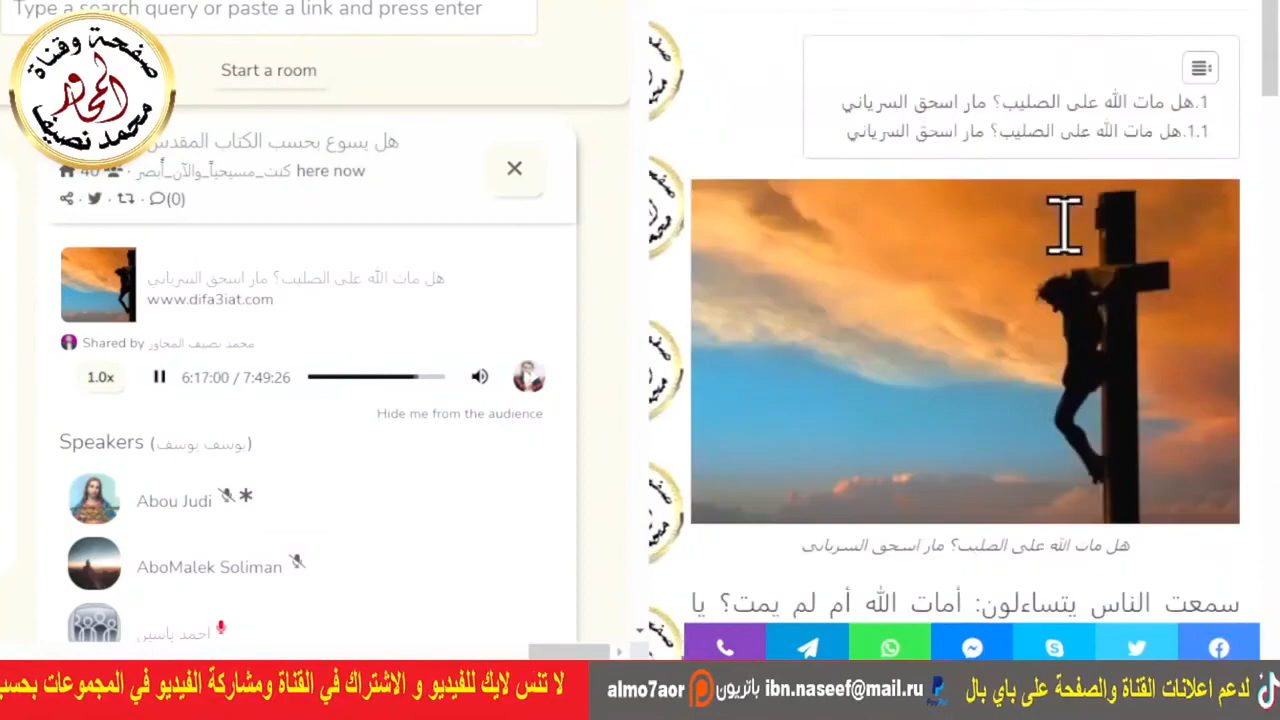 Type a search query or paste a link and press enter
صفحة وقناة
المحاور
محمد نصيف
Start a room
هل يسوع بحسب الكتاب المقدس
40 · كنت_مسيحياً_والآن_أبصر here now
(0)
هل مات الله على الصليب؟ مار اسحق السرياني
www.difa3iat.com
Shared by محمد نصيف المحاور
1.0x 6:17:00 / 7:49:26
Hide me from the audience
Speakers (يوسف يوسف)
Abou Judi
AboMalek Soliman
احمد ياسين
1. هل مات الله على الصليب؟ مار اسحق السرياني
1.1. هل مات الله على الصليب؟ مار اسحق السرياني
هل مات الله على الصليب؟ مار اسحق السرياني
سمعت الناس يتساءلون: أمات الله أم لم يمت؟ يا
لا تنس لايك للفيديو و الاشتراك في القناة ومشاركة الفيديو في المجموعات بحسب
لدعم اعلانات القناة والصفحة على باي بال ibn.naseef@mail.ru باتريون almo7aor